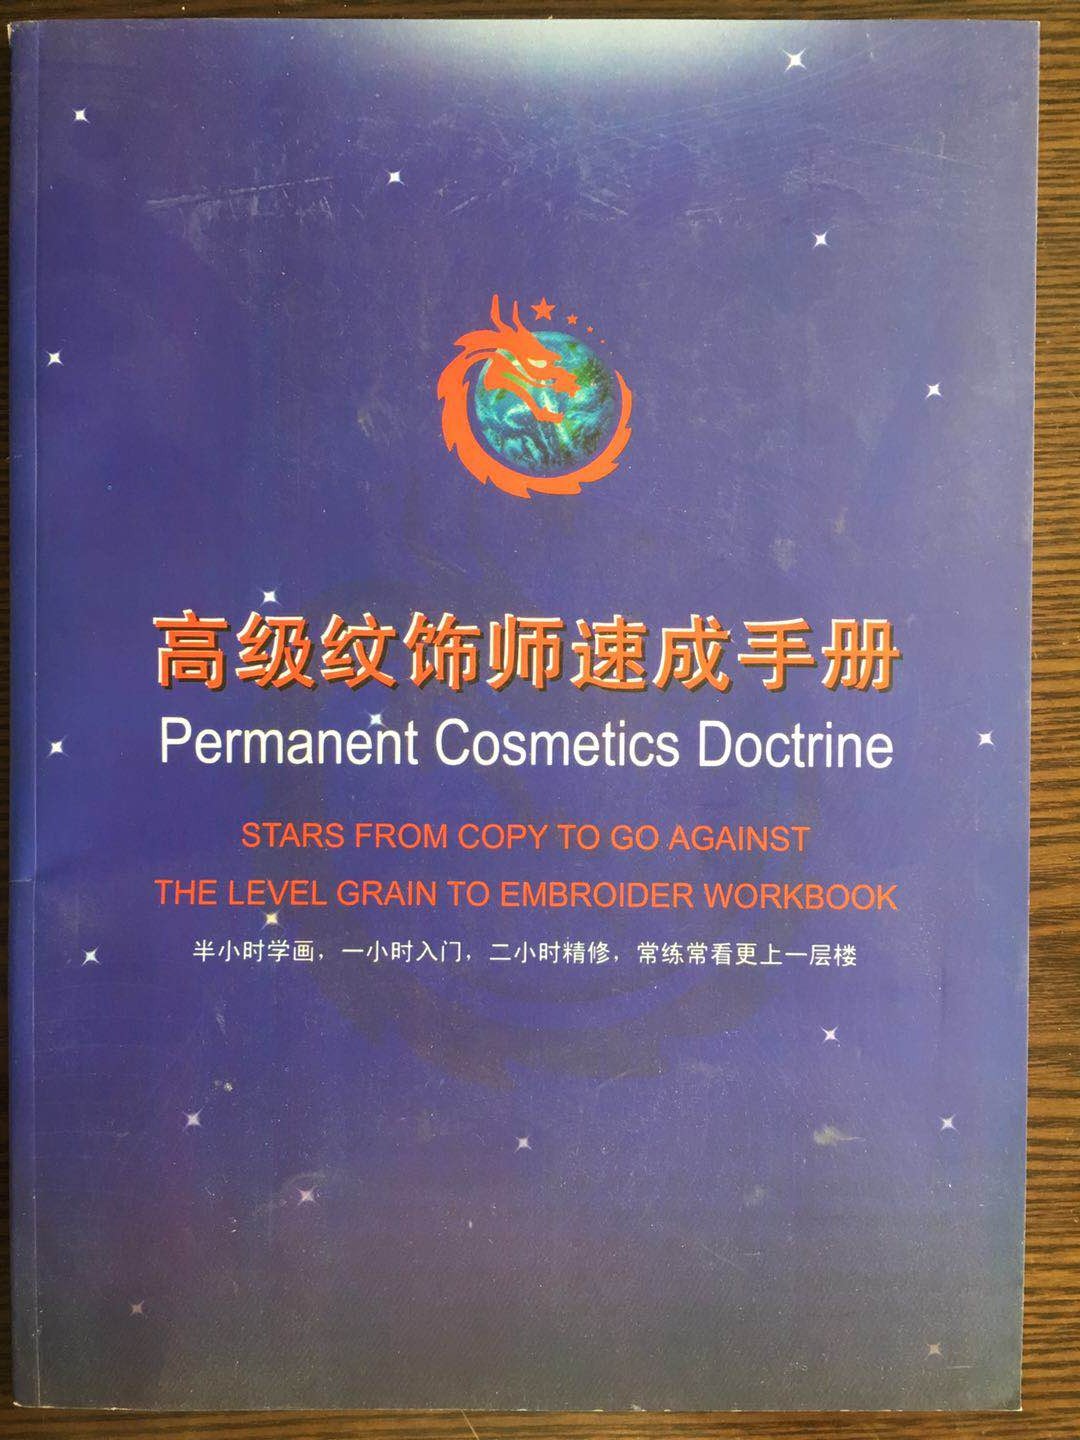 高级纹饰师速成手册
Permanent Cosmetics Doctrine
STARS FROM COPY TO GO AGAINST
THE LEVEL GRAIN TO EMBROIDER WORKBOOK
半小时学画，一小时入门，二小时精修，常练常看更上一层楼